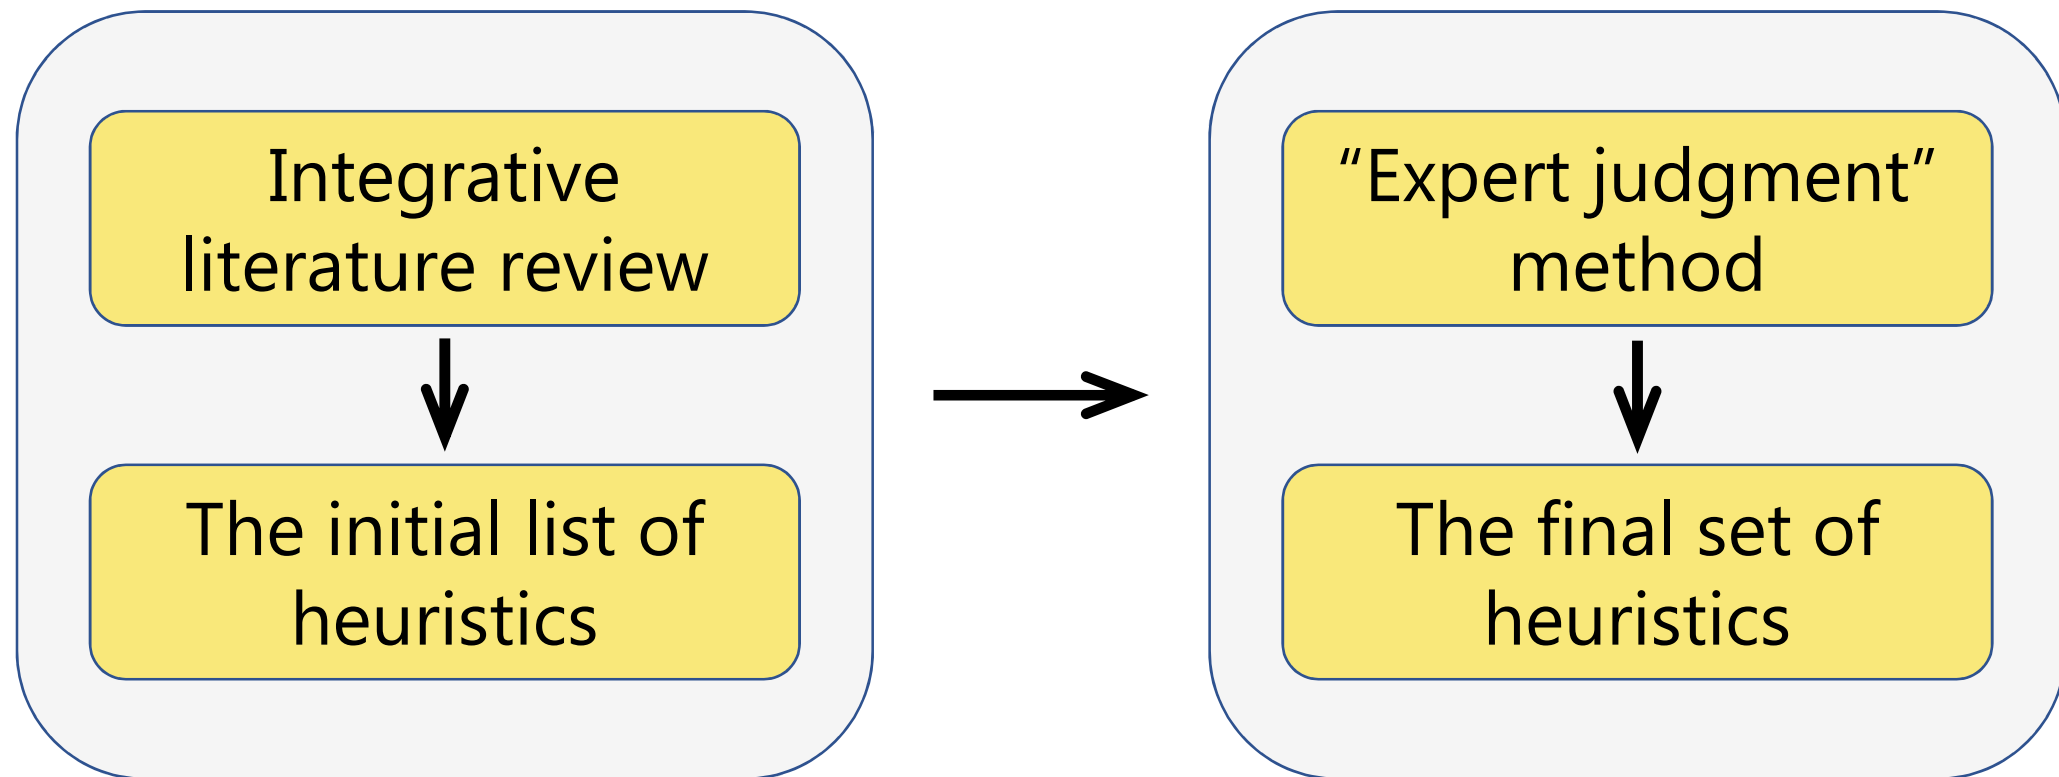 Integrative
literature review
The initial list of
heuristics
“Expert judgment”
method
The final set of
heuristics